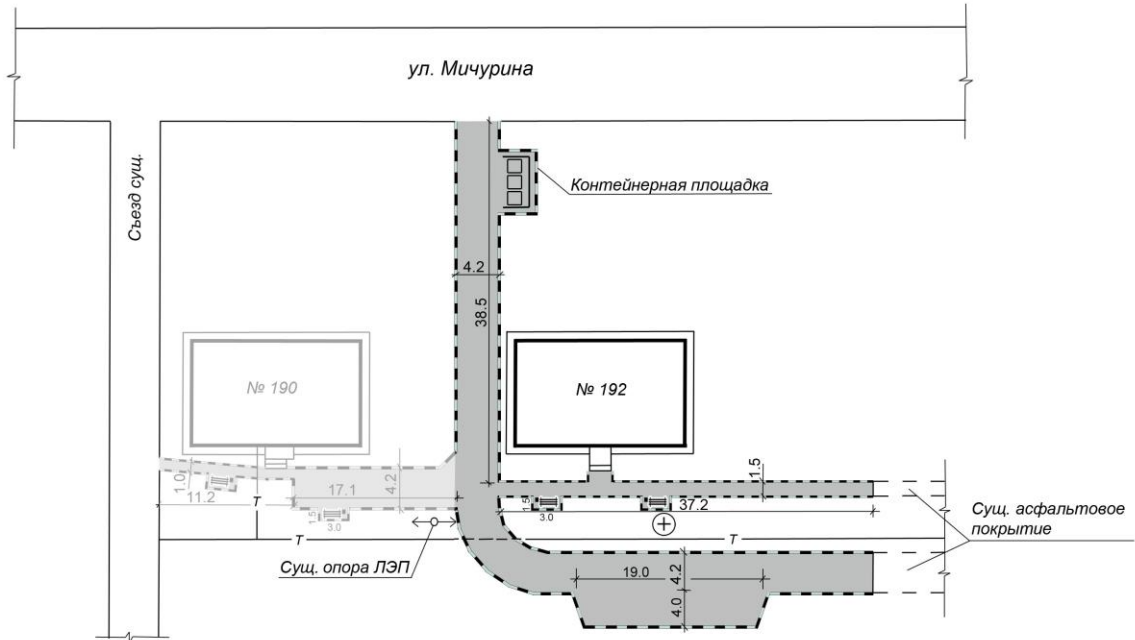 ул. Мичурина
Съезд сущ.
Контейнерная площадка
4.2
38.5
№ 190
№ 192
1.0
11.2
17.1
4.2
1.5
3.0
1.5
3.0
1.5
37.2
Т
Т
Т
Сущ. опора ЛЭП
Сущ. асфальтовое
покрытие
19.0
4.2
4.0